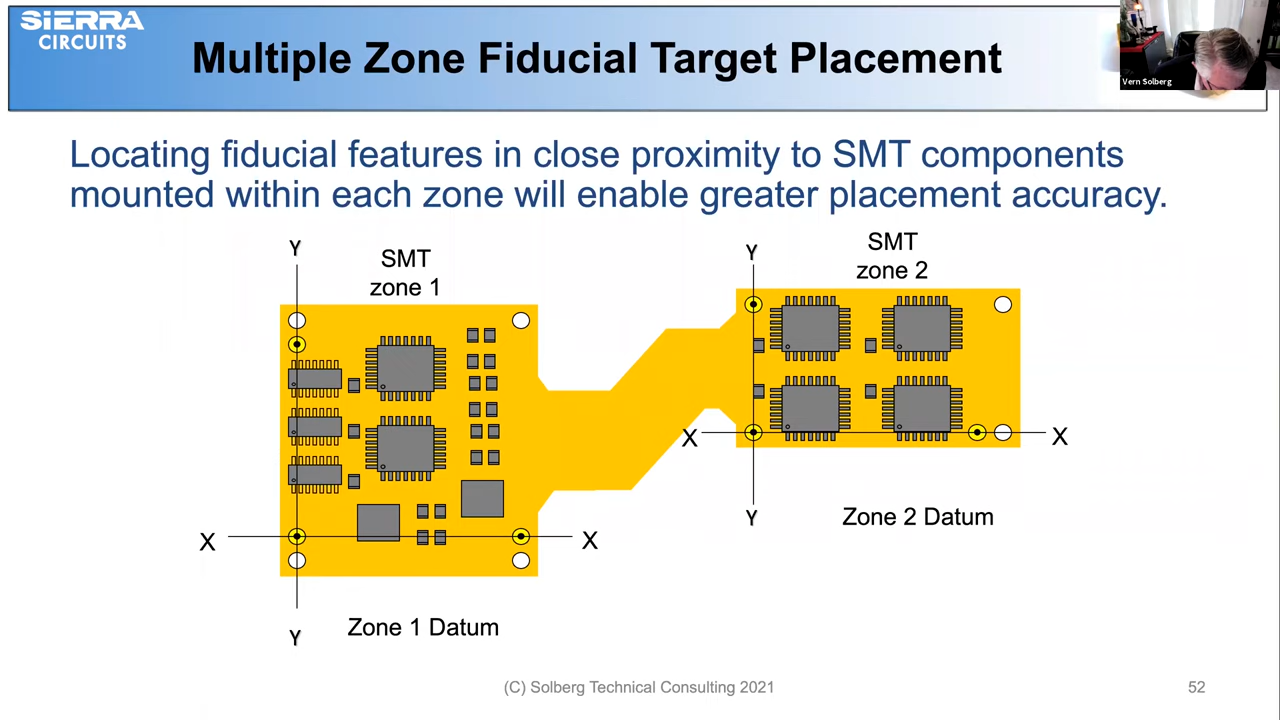 SiERRA
CIRCUITS
Multiple Zone Fiducial Target Placement
Vern Solberg
Locating fiducial features in close proximity to SMT components
mounted within each zone will enable greater placement accuracy.
Y
SMT
zone 1
Y
SMT
zone 2
X
X
Y
Zone 2 Datum
X
X
Y
Zone 1 Datum
(C) Solberg Technical Consulting 2021
52